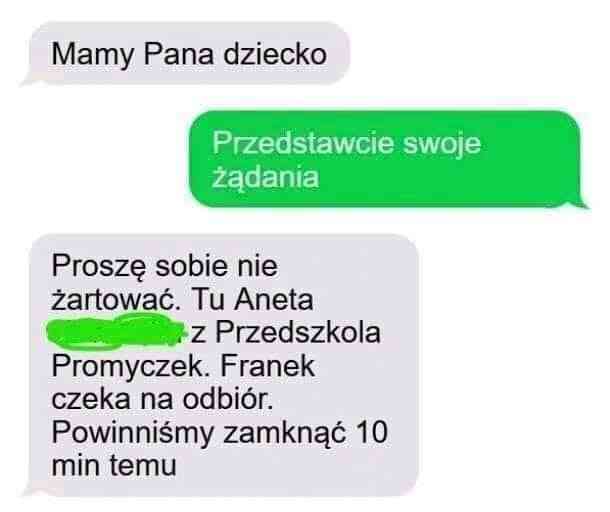 Mamy Pana dziecko
Przedstawcie swoje
żądania
Proszę sobie nie
żartować. Tu Aneta
z Przedszkola
Promyczek. Franek
czeka na odbiór.
Powinniśmy zamknąć 10
min temu